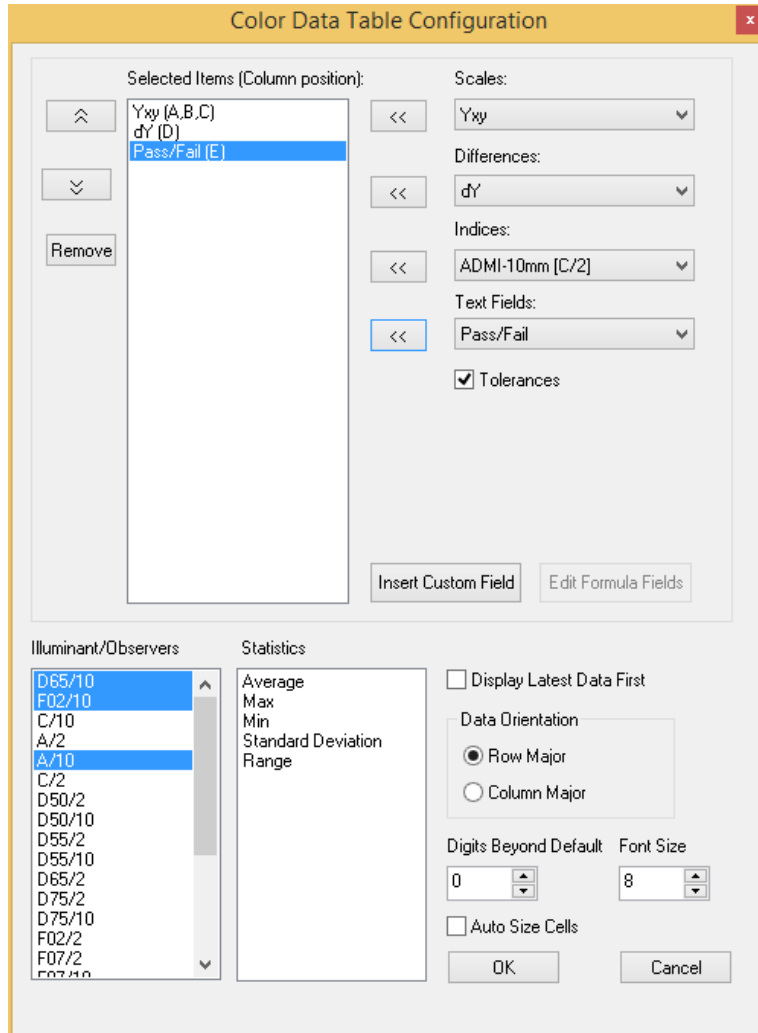 Color Data Table Configuration
x
Selected Items (Column position):
Scales:
Yxy (A,B,C)
dY (D)
Pass/Fail (E)
<<
Yxy
Differences:
<<
dY
Indices:
Remove
<<
ADMI-10mm [C/2]
Text Fields:
<<
Pass/Fail
Tolerances
Insert Custom Field
Edit Formula Fields
Illuminant/Observers
Statistics
D65/10
F02/10
C/10
A/2
A/10
C/2
D50/2
D50/10
D55/2
D55/10
D65/2
D75/2
D75/10
F02/2
F07/2
F07/10
Average
Max
Min
Standard Deviation
Range
Display Latest Data First
Data Orientation
Row Major
Column Major
Digits Beyond Default
Font Size
0
8
Auto Size Cells
OK
Cancel